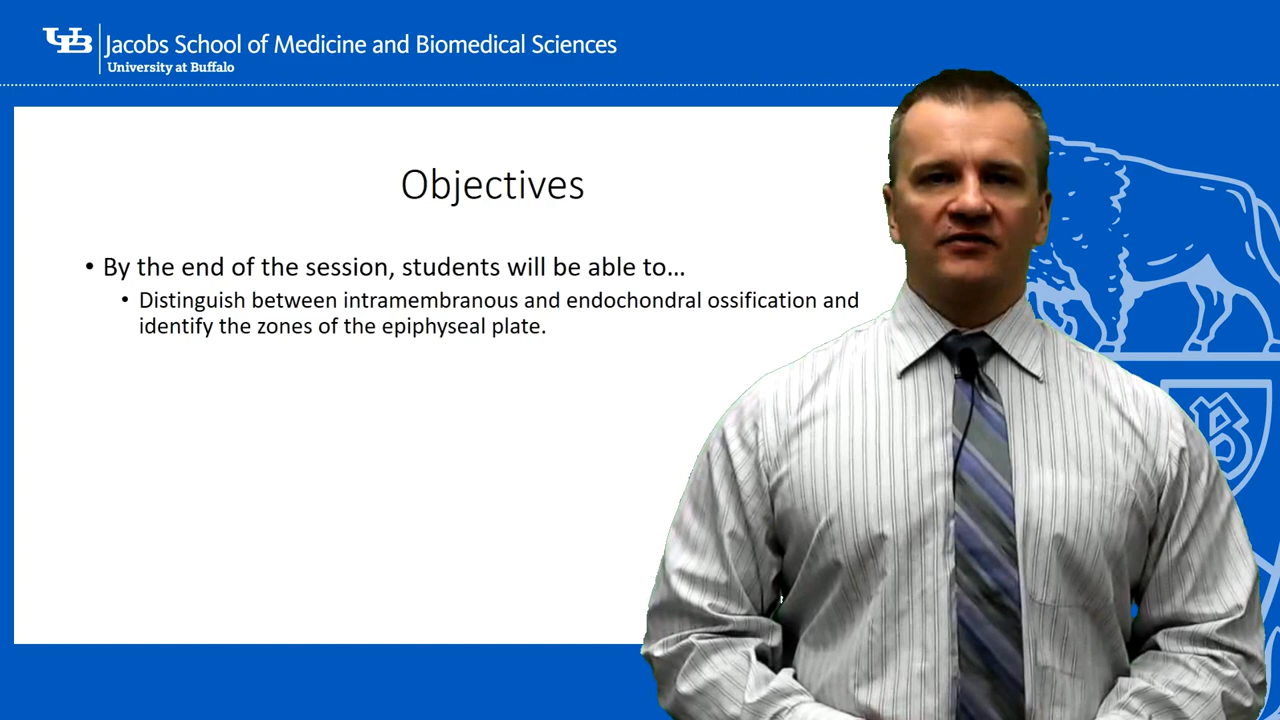 UB Jacobs School of Medicine and Biomedical Sciences
University at Buffalo
Objectives
• By the end of the session, students will be able to...
• Distinguish between intramembranous and endochondral ossification and
identify the zones of the epiphyseal plate.
B